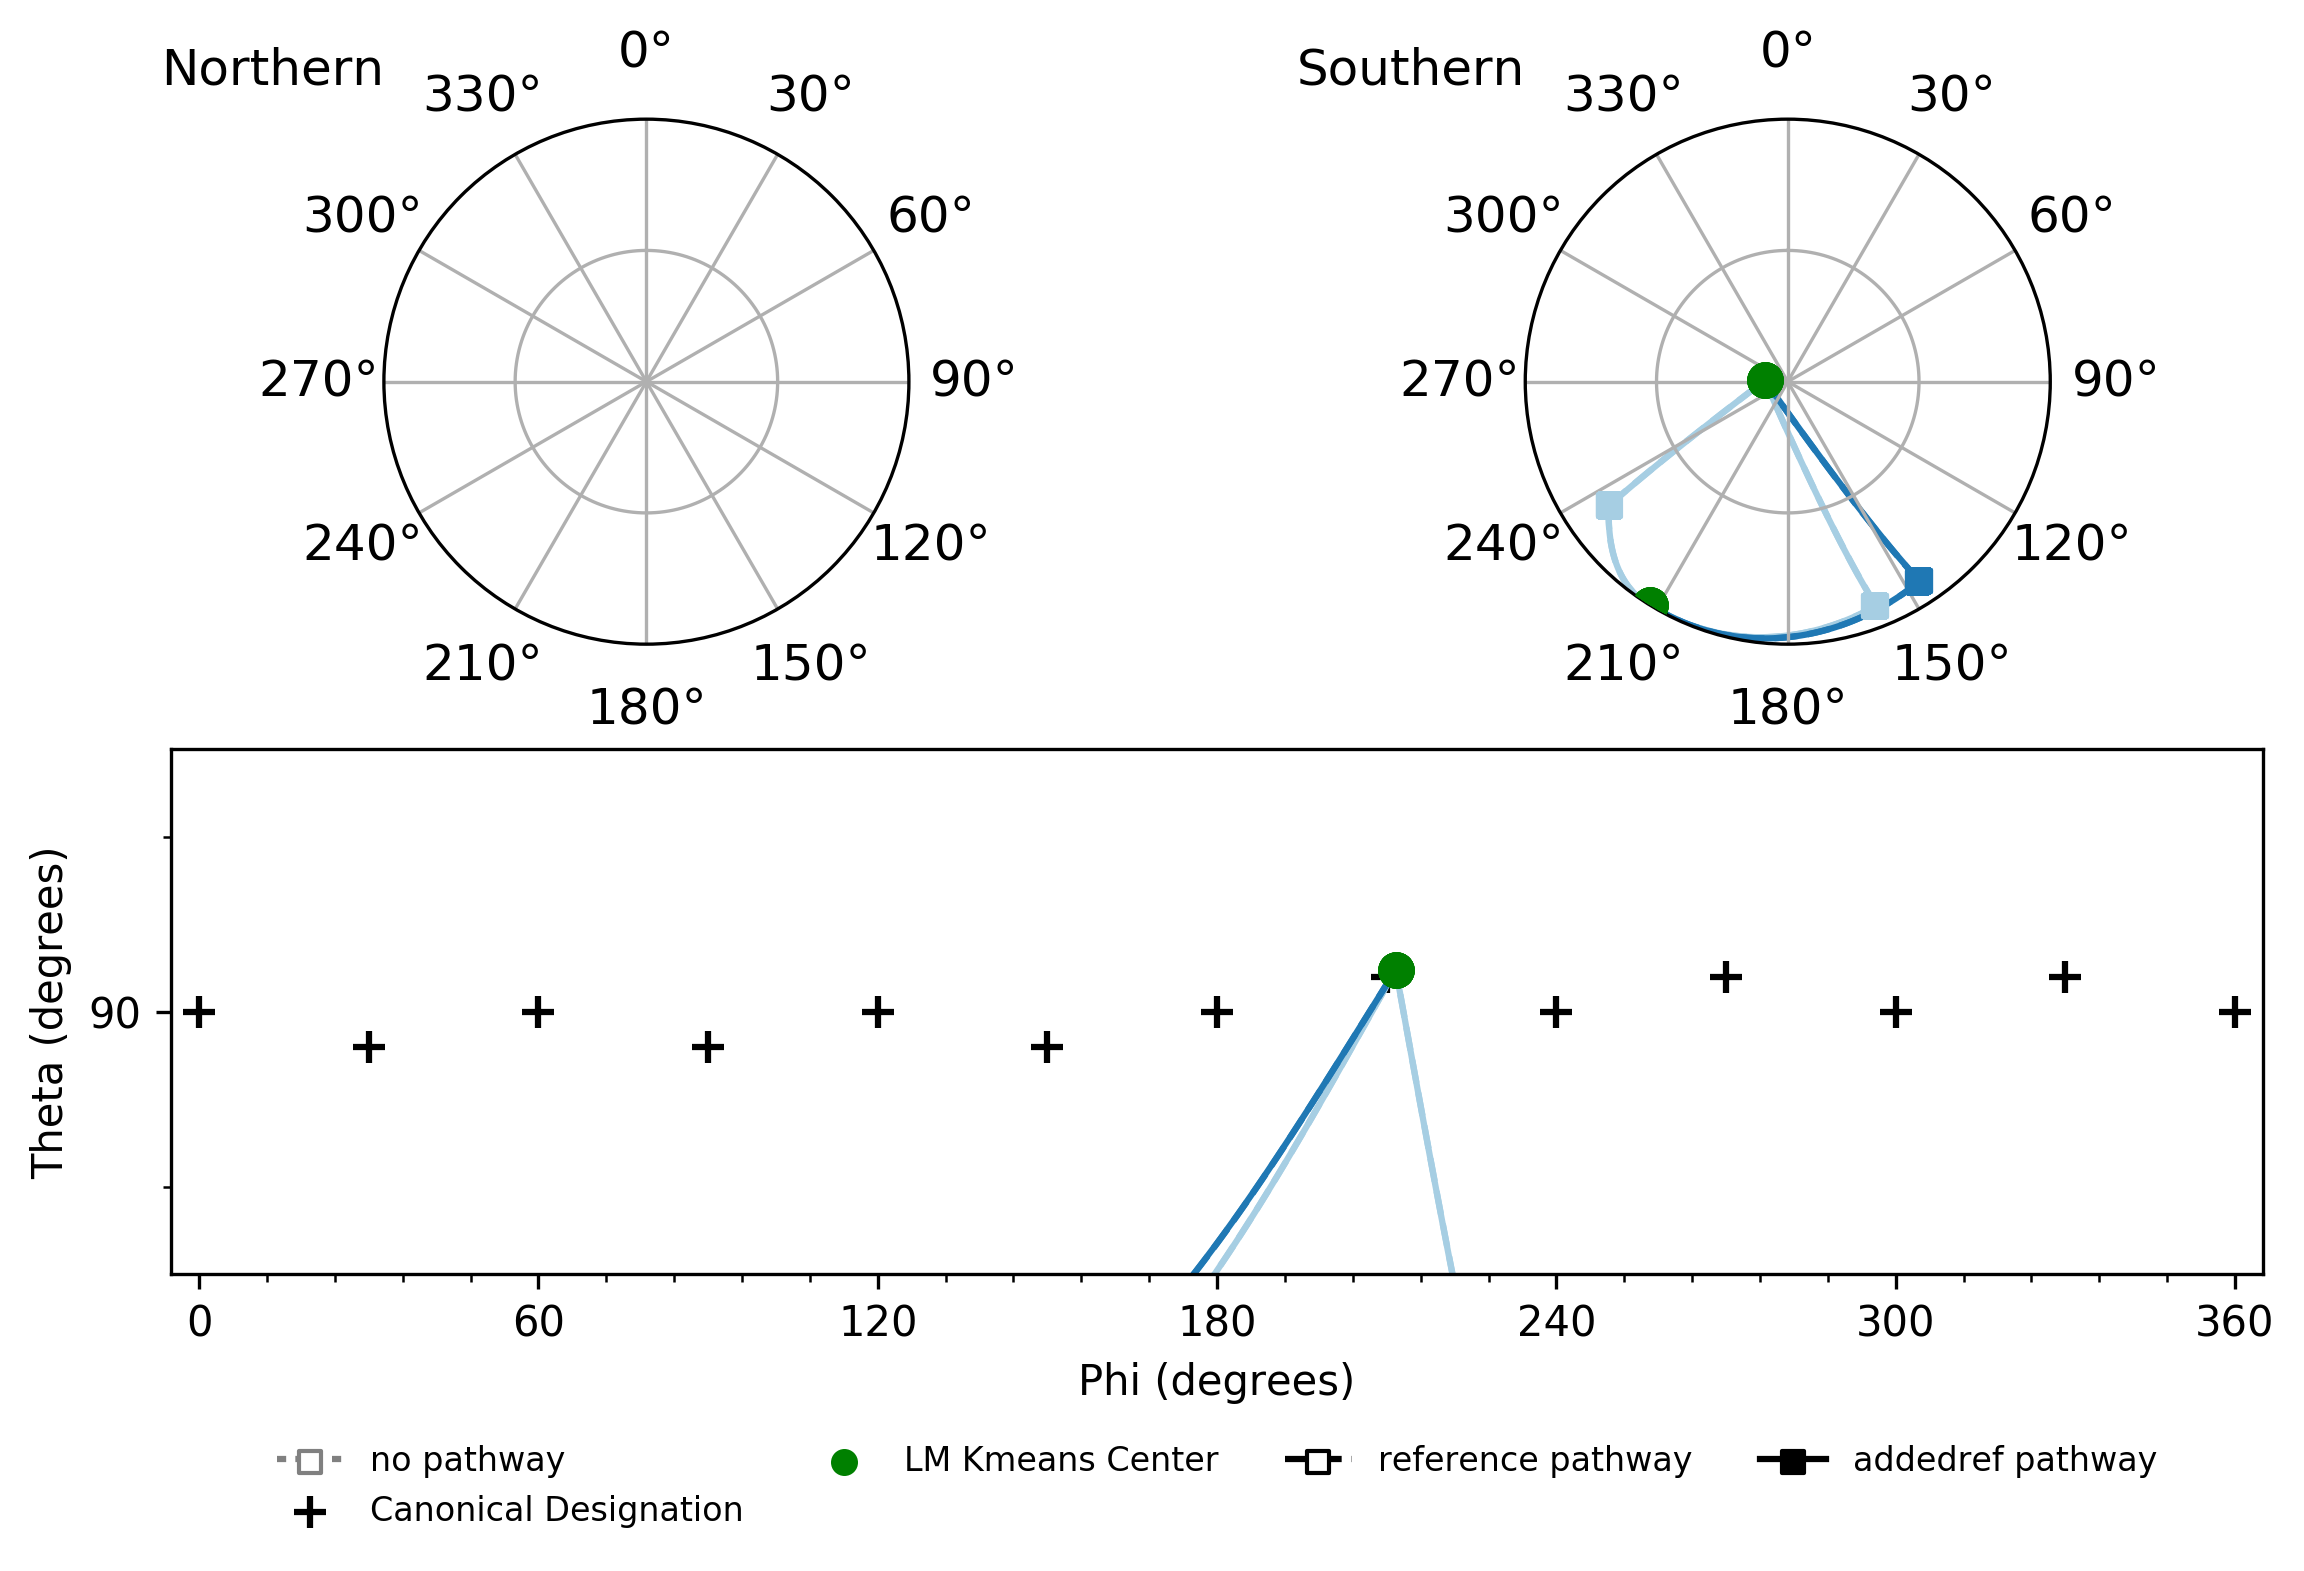 Northern
0°
30°
60°
90°
120°
150°
180°
210°
240°
270°
300°
330°
Southern
0°
30°
60°
90°
120°
150°
180°
210°
240°
270°
300°
330°
Theta (degrees)
90
0 60 120 180 240 300 360
Phi (degrees)
no pathway
Canonical Designation
LM Kmeans Center
reference pathway
addedref pathway